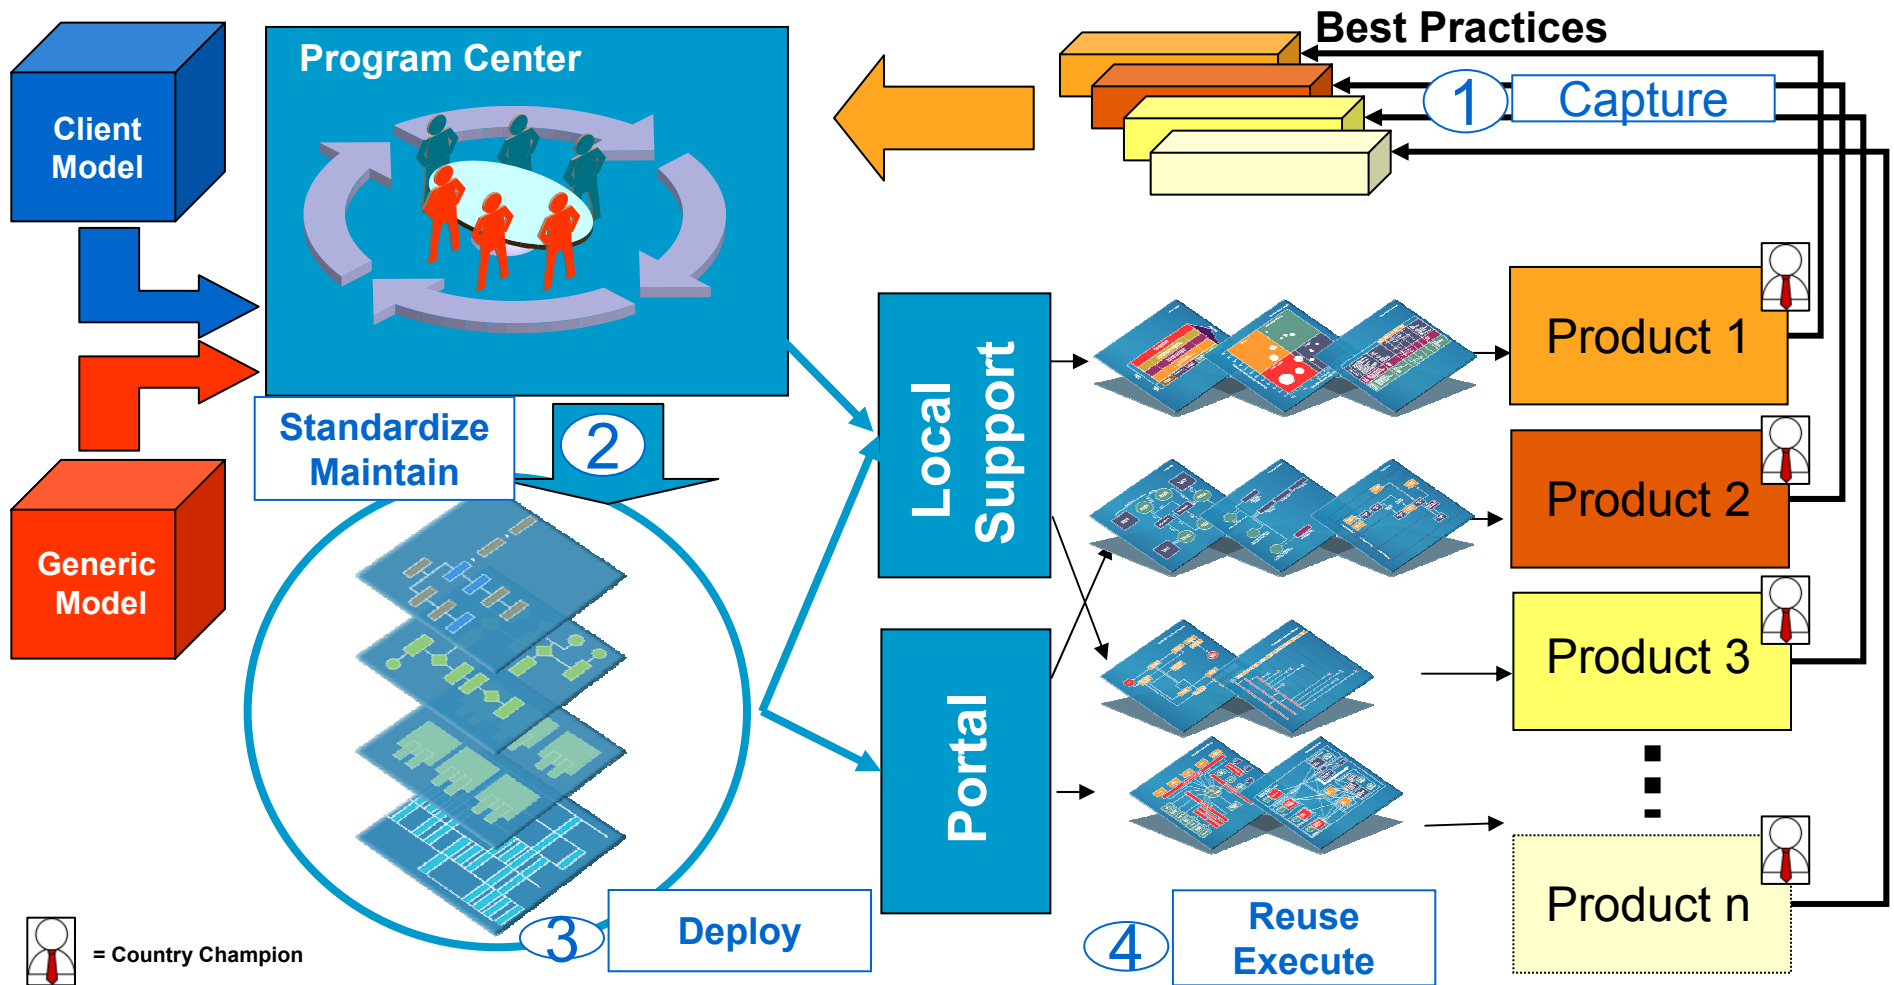 Best Practices
Program Center
1
Capture
Client
Model
Local
Support
Product 1
Standardize
Maintain
2
Product 2
Generic
Model
Product 3
Portal
Product n
3
Deploy
4
Reuse
Execute
= Country Champion